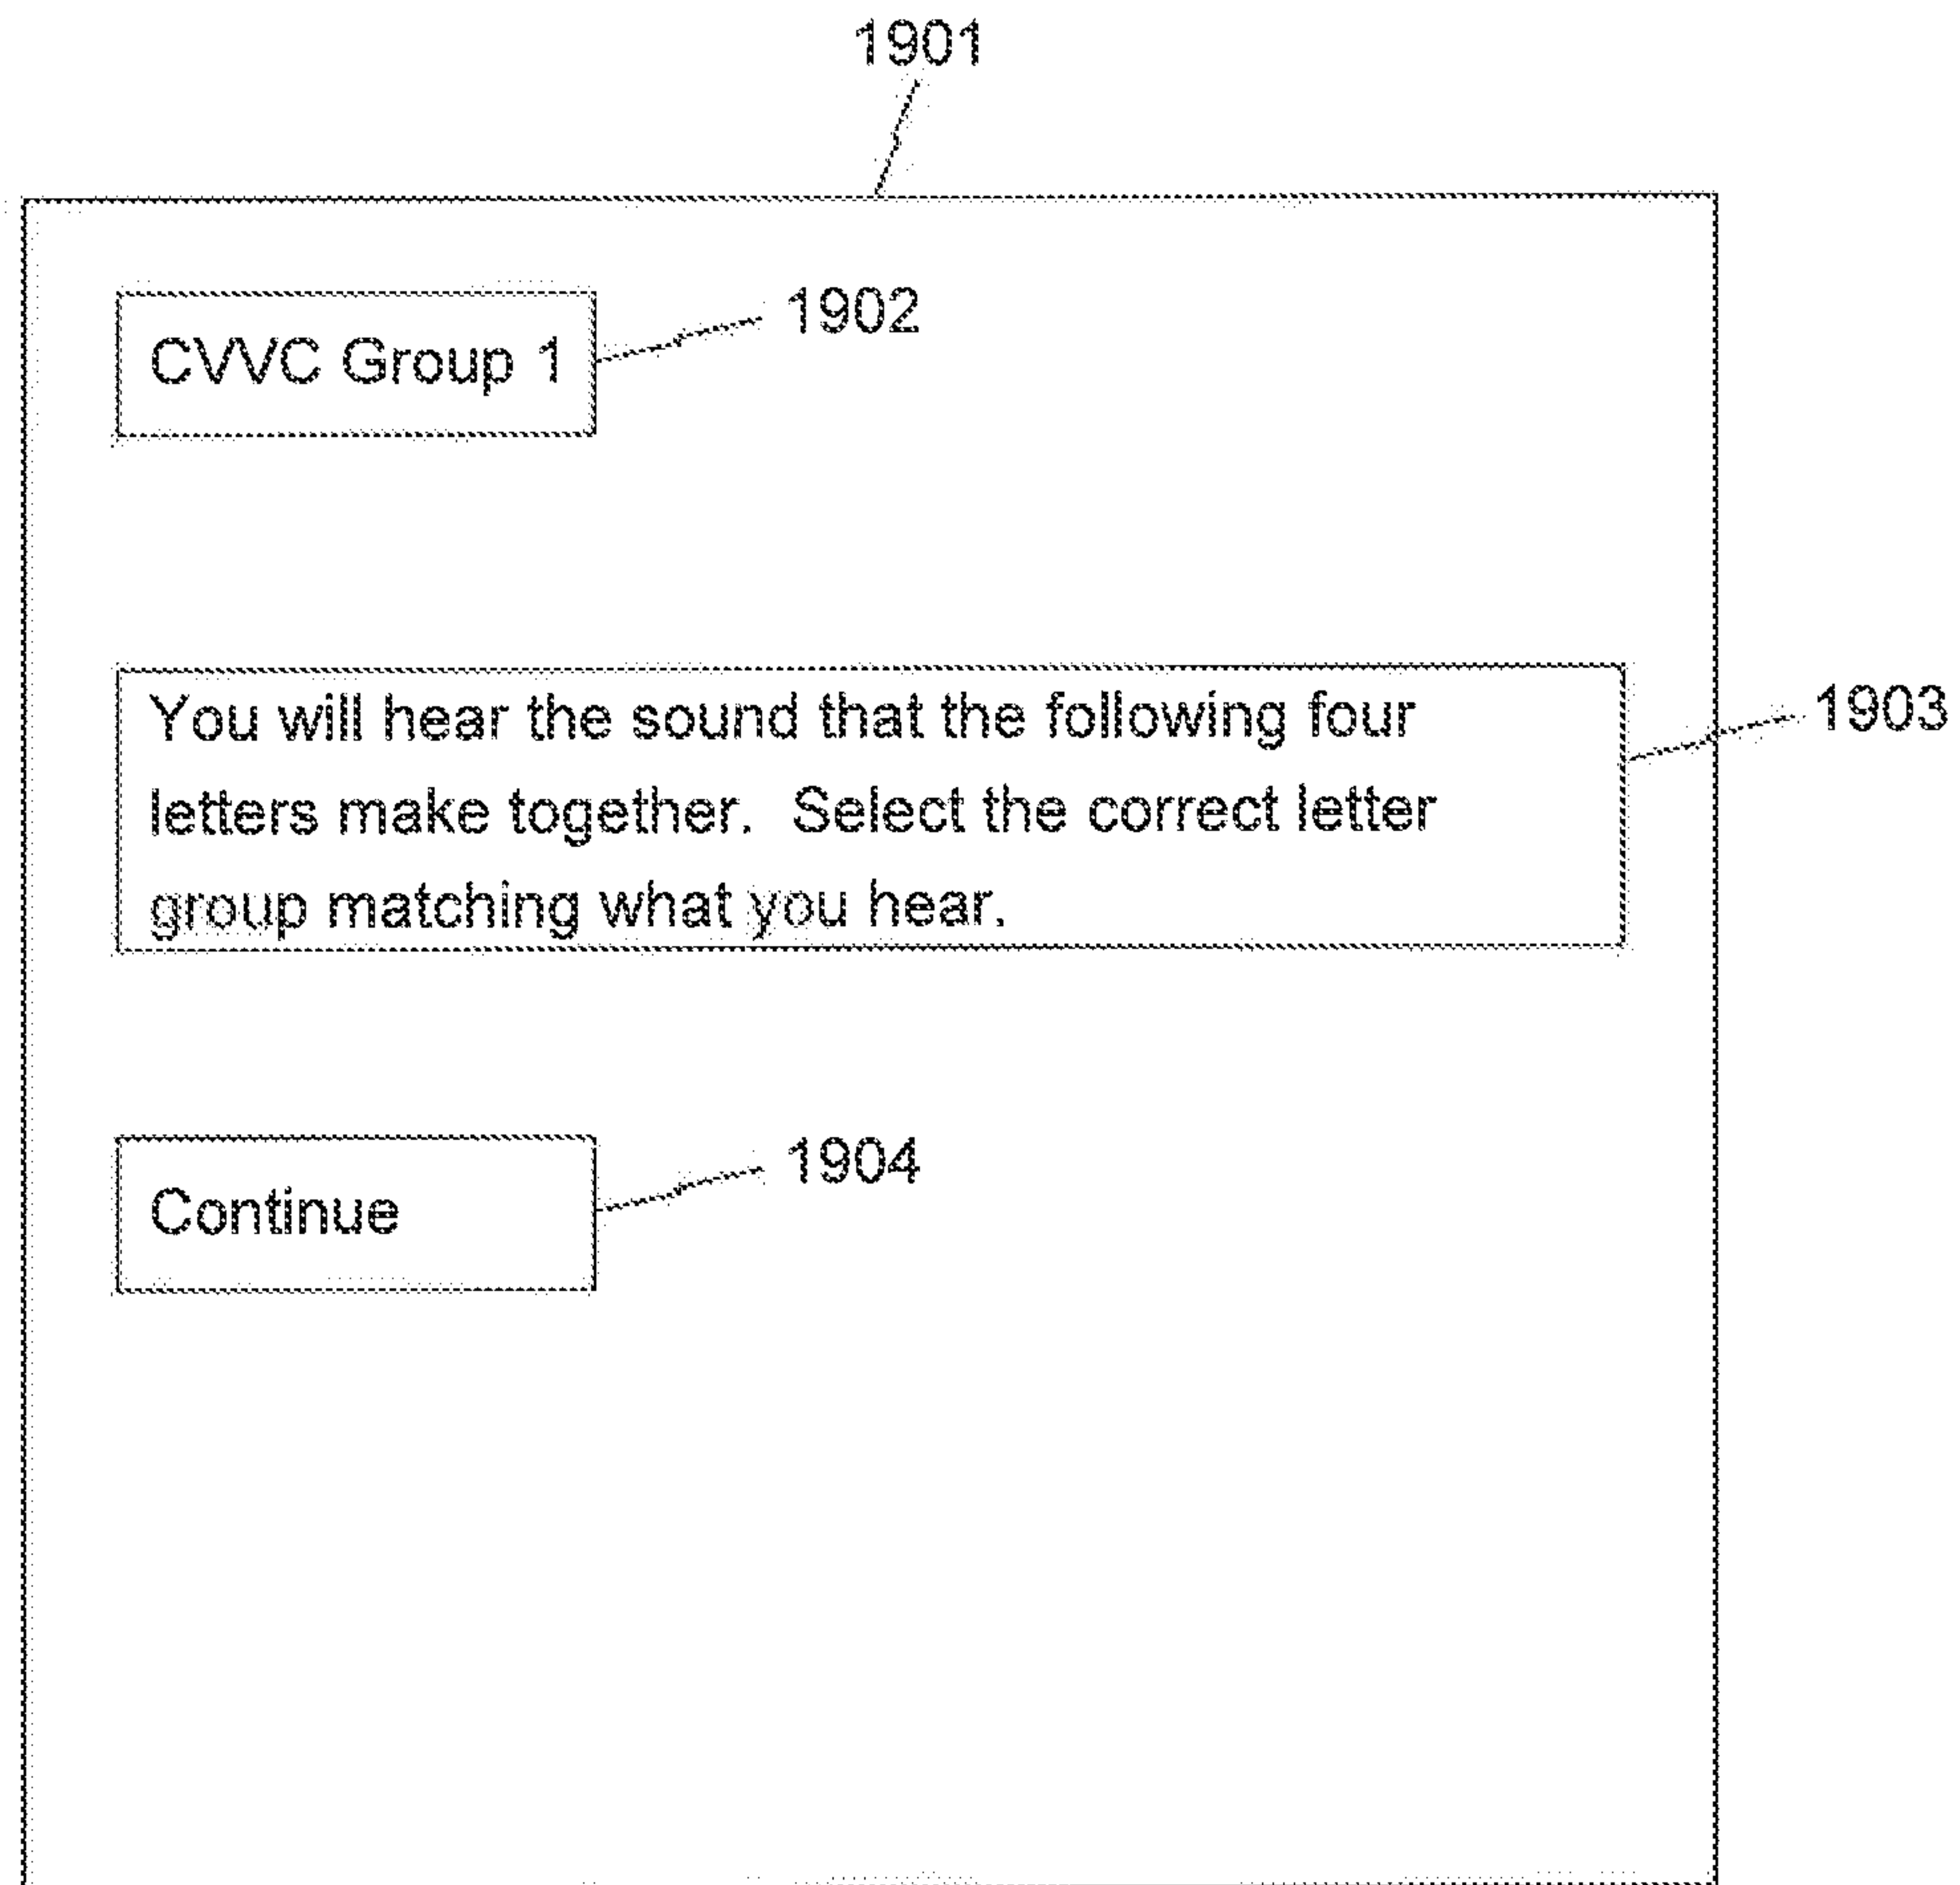 1901
CVVC Group 1
1902
You will hear the sound that the following four
letters make together.  Select the correct letter
group matching what you hear.
1903
Continue
1904